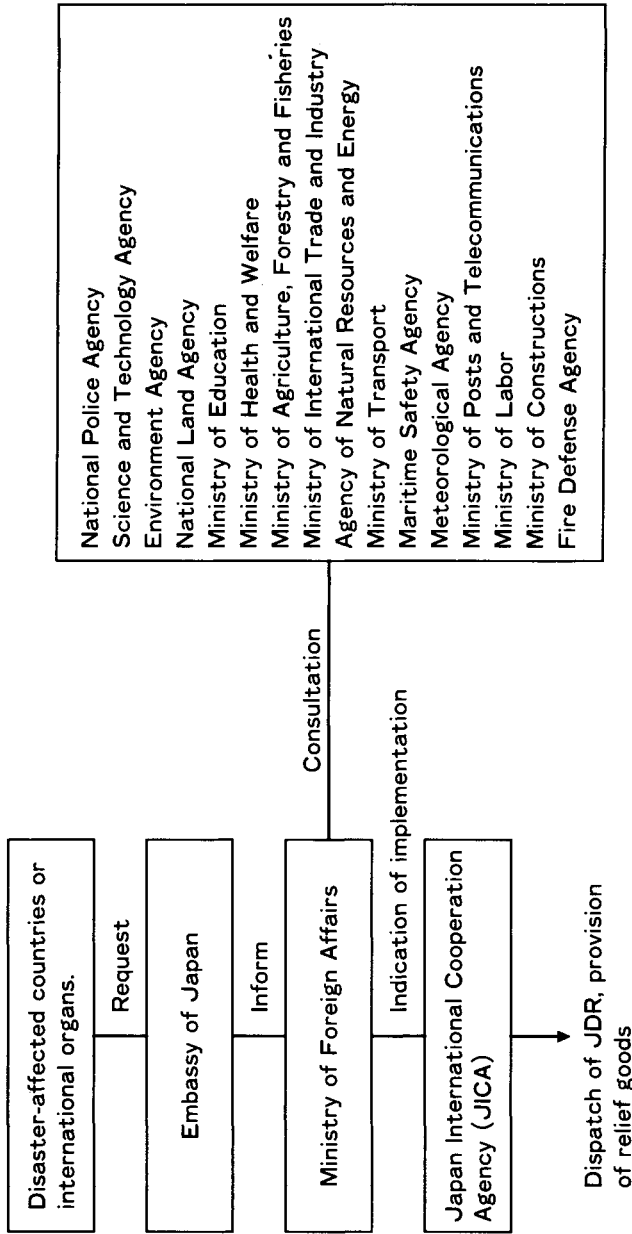 Disaster-affected countries or
international organs.
Request
Embassy of Japan
Inform
Ministry of Foreign Affairs
Consultation
National Police Agency
Science and Technology Agency
Environment Agency
National Land Agency
Ministry of Education
Ministry of Health and Welfare
Ministry of Agriculture, Forestry and Fisheries
Ministry of International Trade and Industry
Agency of Natural Resources and Energy
Ministry of Transport
Maritime Safety Agency
Meteorological Agency
Ministry of Posts and Telecommunications
Ministry of Labor
Ministry of Constructions
Fire Defense Agency
Indication of implementation
Japan International Cooperation
Agency (JICA)
Dispatch of JDR, provision
of relief goods